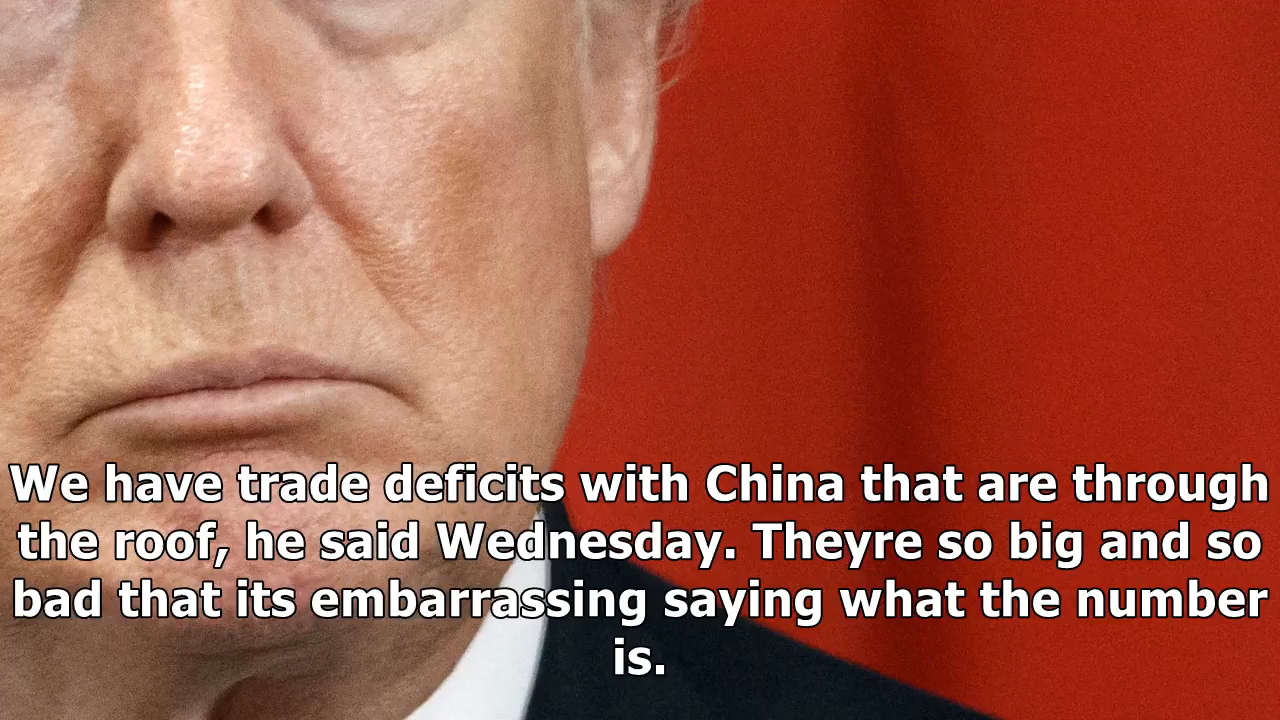 We have trade deficits with China that are through
the roof, he said Wednesday. Theyre so big and so
bad that its embarrassing saying what the number
is.